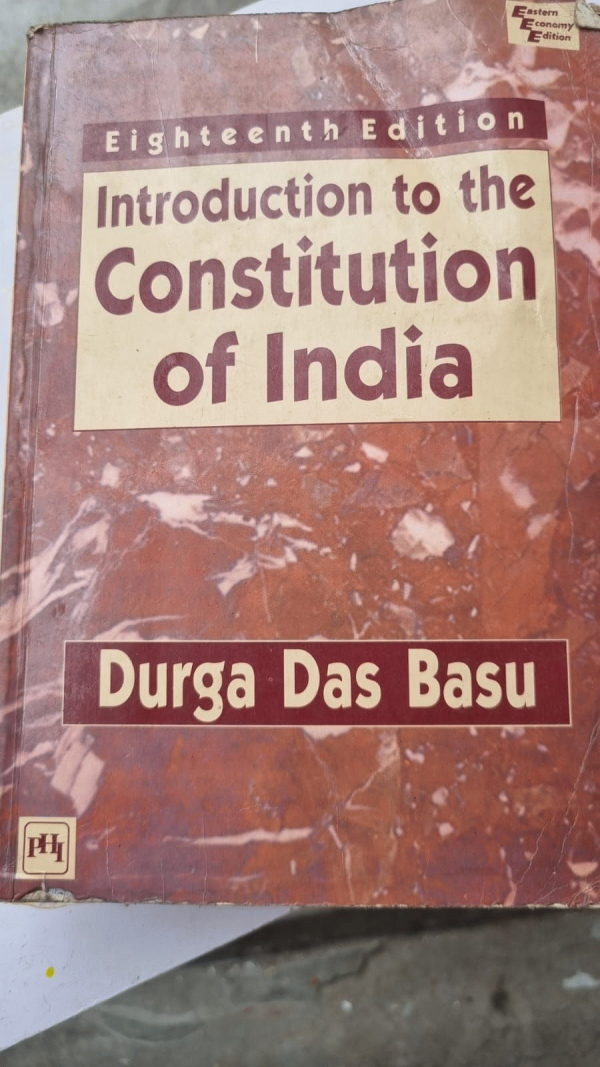 Eastern
Economy
Edition
Eighteenth Edition
Introduction to the
Constitution
of India
Durga Das Basu
PHI